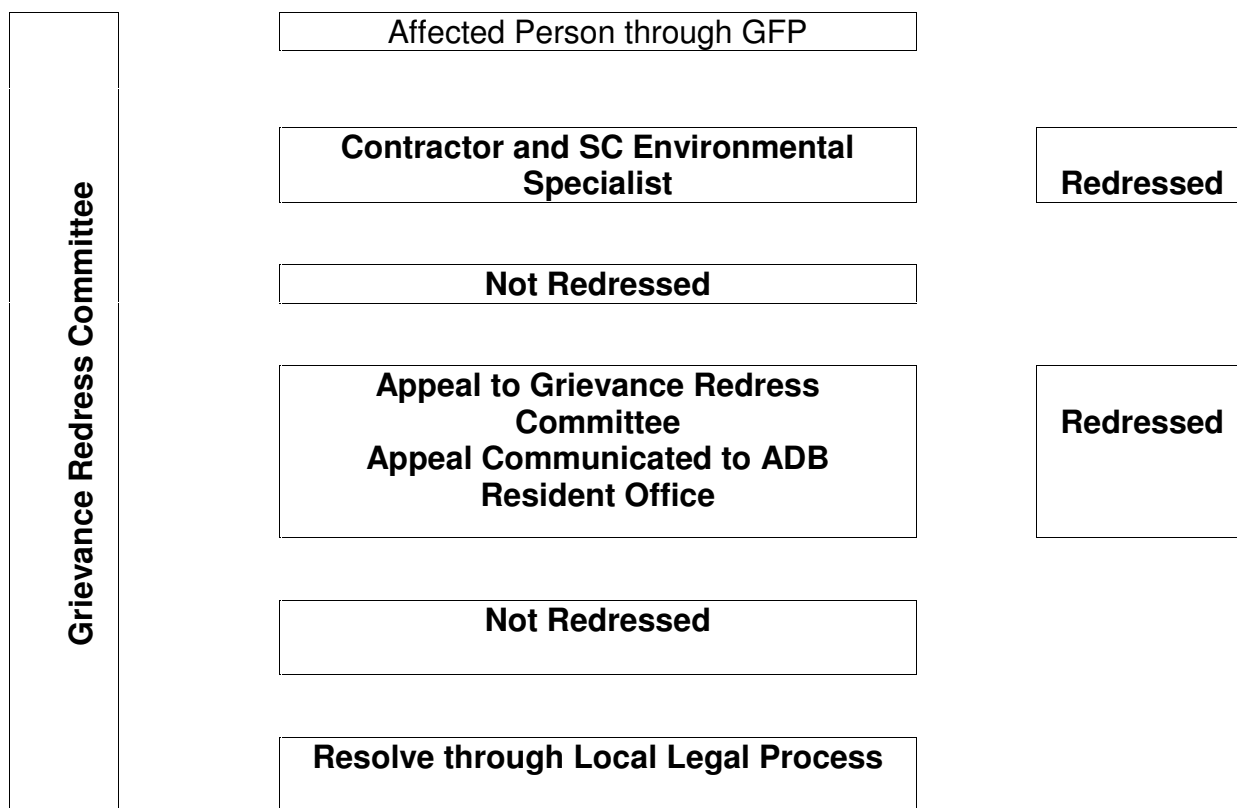 Grievance Redress Committee
Affected Person through GFP
Contractor and SC Environmental
Specialist
Redressed
Not Redressed
Appeal to Grievance Redress
Committee
Appeal Communicated to ADB
Resident Office
Redressed
Not Redressed
Resolve through Local Legal Process